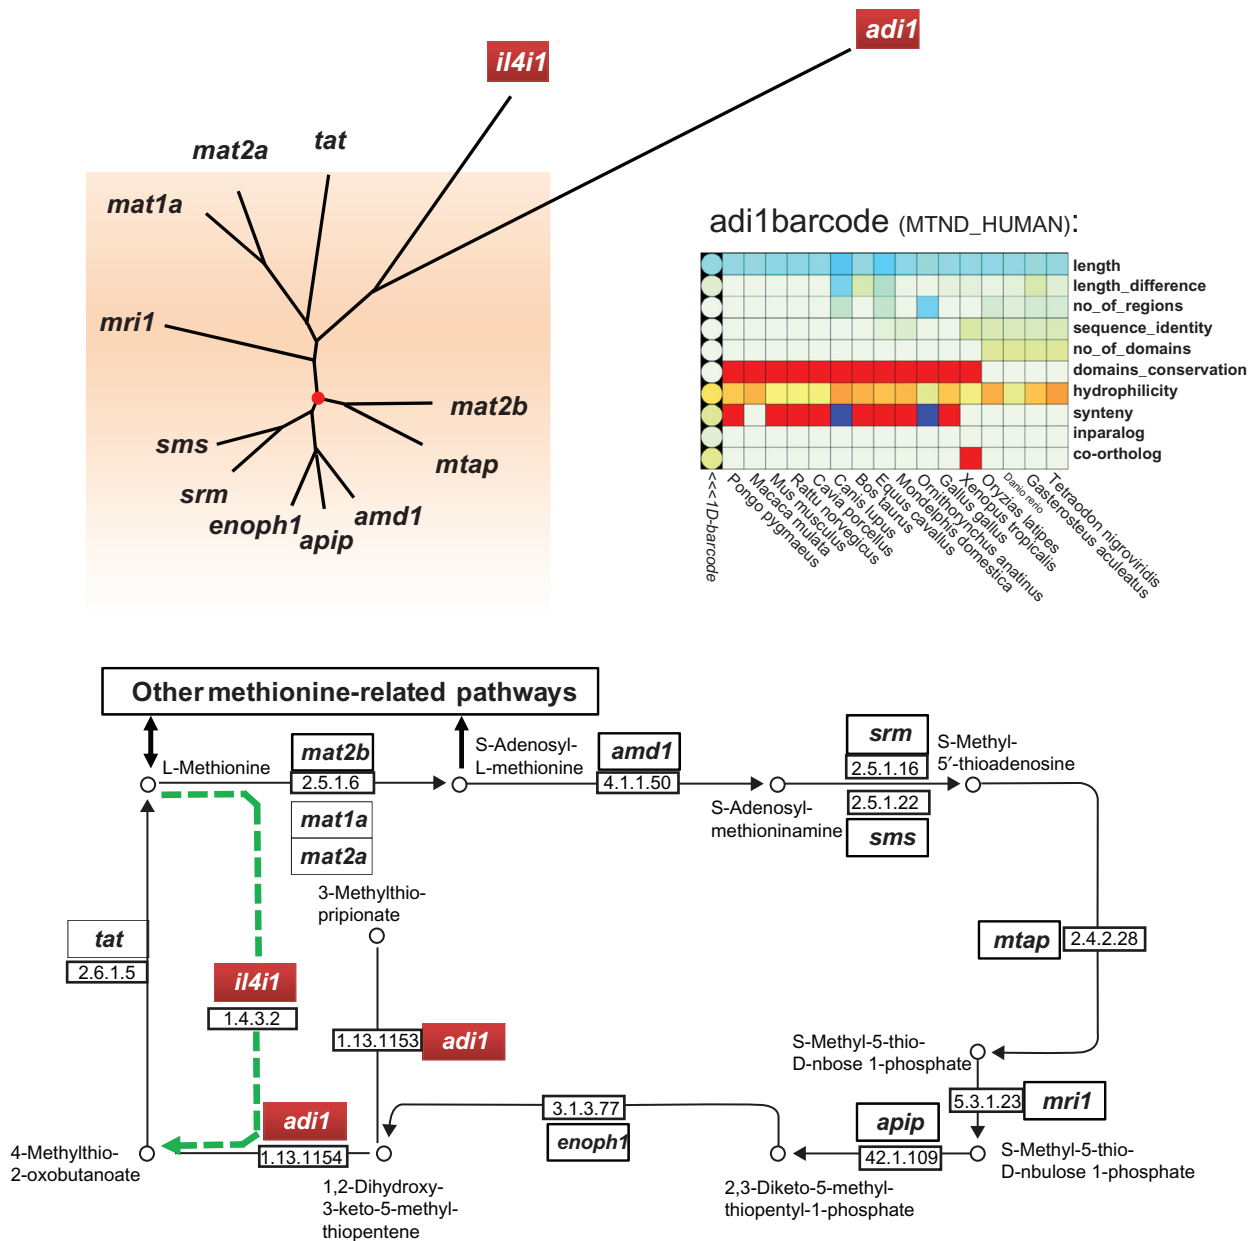 adi1
il4i1
tat
mat2a
mat1a
mri1
mat2b
mtap
sms
srm
enoph1
apip
amd1
adi1barcode (MTND_HUMAN):
length
length_difference
no_of_regions
sequence_identity
no_of_domains
domains_conservation
hydrophilicity
synteny
inparalog
co-ortholog
<<<1D-barcode
Pongo pygmaeus
Macaca mulata
Mus musculus
Rattu norvegicus
Cavia porcellus
Canis lupus
Bos taurus
Equus cavallus
Mondelphis domestica
Ornithorynchus anatinus
Gallus gallus
Xenopus tropicalis
Oryzias latipes
Danio rerio
Gasterosteus aculeatus
Tetraodon nigroviridis
Other methionine-related pathways
L-Methionine
mat2b
2.5.1.6
mat1a
mat2a
S-Adenosyl-
L-methionine
amd1
4.1.1.50
S-Adenosyl-
methioninamine
srm
2.5.1.16
2.5.1.22
sms
S-Methyl-
5′-thioadenosine
3-Methylthio-
pripionate
tat
2.6.1.5
il4i1
1.4.3.2
1.13.1153
adi1
mtap
2.4.2.28
S-Methyl-5-thio-
D-nbose 1-phosphate
5.3.1.23
mri1
adi1
1.13.1154
3.1.3.77
enoph1
apip
42.1.109
4-Methylthio-
2-oxobutanoate
1,2-Dihydroxy-
3-keto-5-methyl-
thiopentene
2,3-Diketo-5-methyl-
thiopentyl-1-phosphate
S-Methyl-5-thio-
D-nbulose 1-phosphate